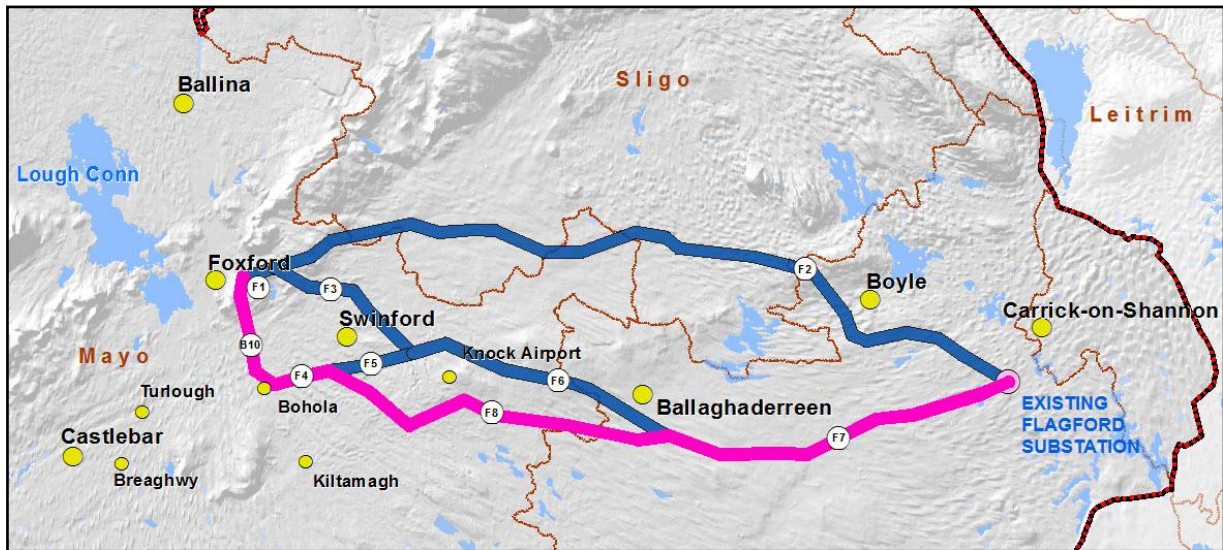 Sligo
Ballina
Leitrim
Lough Conn
Foxford
F1
F3
F2
Boyle
Carrick-on-Shannon
Swinford
B10
Mayo
Knock Airport
F5
F4
F6
Turlough
Bohola
Ballaghaderreen
F8
F7
EXISTING
FLAGFORD
SUBSTATION
Castlebar
Breaghwy
Kiltamagh